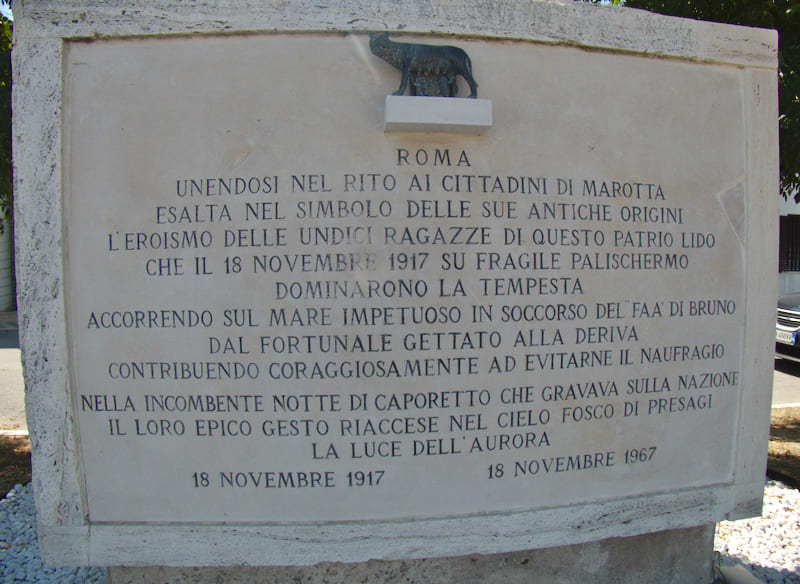 ROMA
UNENDOSI NEL RITO AI CITTADINI DI MAROTTA
ESALTA NEL SIMBOLO DELLE SUE ANTICHE ORIGINI
L'EROISMO DELLE UNDICI RAGAZZE DI QUESTO PATRIO LIDO
CHE IL 18 NOVEMBRE 1917 SU FRAGILE PALISCHERMO
DOMINARONO LA TEMPESTA
ACCORRENDO SUL MARE IMPETUOSO IN SOCCORSO DEL "FAA' DI BRUNO
DAL FORTUNALE GETTATO ALLA DERIVA
CONTRIBUENDO CORAGGIOSAMENTE AD EVITARNE IL NAUFRAGIO
NELLA INCOMBENTE NOTTE DI CAPORETTO CHE GRAVAVA SULLA NAZIONE
IL LORO EPICO GESTO RIACCESE NEL CIELO FOSCO DI PRESAGI
LA LUCE DELL'AURORA
18 NOVEMBRE 1917 18 NOVEMBRE 1967